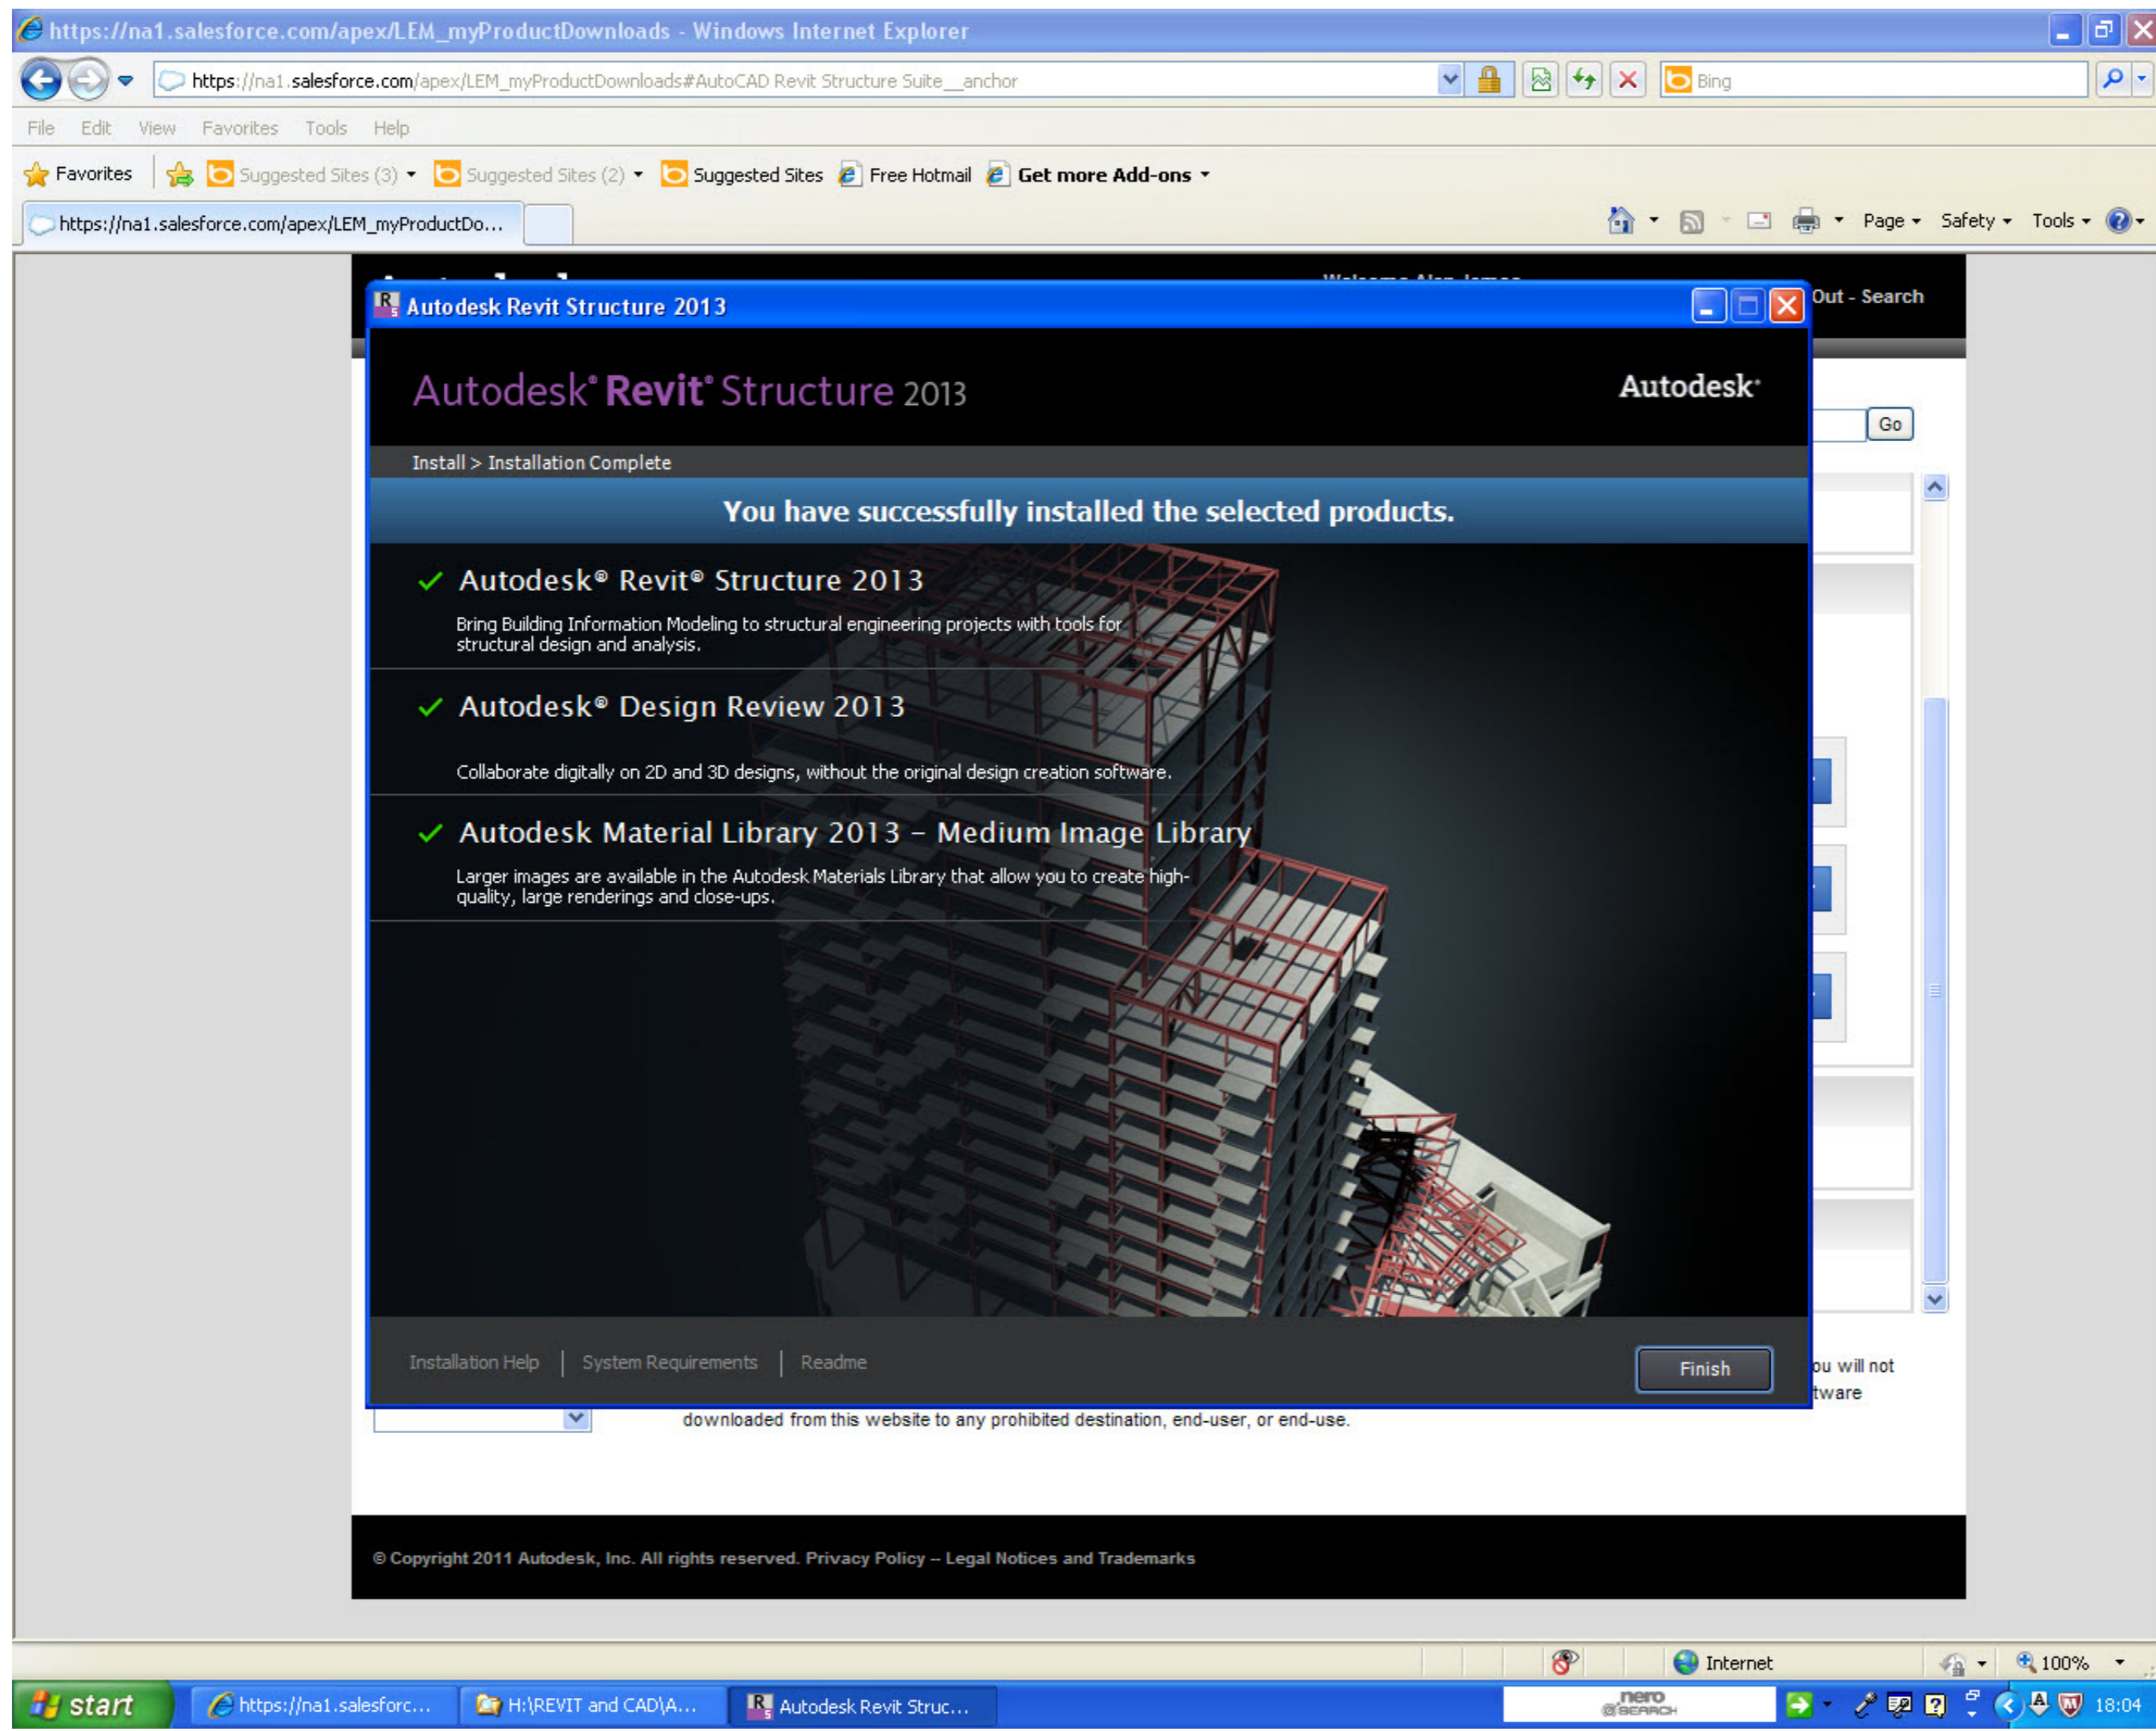 https://na1.salesforce.com/apex/LEM_myProductDownloads - Windows Internet Explorer
https://na1.salesforce.com/apex/LEM_myProductDownloads#AutoCAD Revit Structure Suite__anchor
Bing
File Edit View Favorites Tools Help
Favorites Suggested Sites (3) Suggested Sites (2) Suggested Sites Free Hotmail Get more Add-ons
https://na1.salesforce.com/apex/LEM_myProductDo... Page Safety Tools
Out - Search
Autodesk Revit Structure 2013
Autodesk® Revit® Structure 2013 Autodesk®
Go
Install > Installation Complete
You have successfully installed the selected products.
Autodesk® Revit® Structure 2013
Bring Building Information Modeling to structural engineering projects with tools for
structural design and analysis.
Autodesk® Design Review 2013
Collaborate digitally on 2D and 3D designs, without the original design creation software.
Autodesk Material Library 2013 - Medium Image Library
Larger images are available in the Autodesk Materials Library that allow you to create high-
quality, large renderings and close-ups.
Installation Help System Requirements Readme Finish
ou will not
tware
downloaded from this website to any prohibited destination, end-user, or end-use.
© Copyright 2011 Autodesk, Inc. All rights reserved. Privacy Policy -- Legal Notices and Trademarks
Internet 100%
start https://na1.salesforc... H:\REVIT and CAD\A... Autodesk Revit Struc... nero SEARCH 18:04